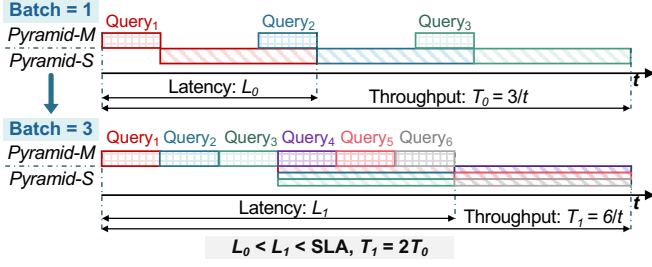 Batch = 1
Query₁ Query₂ Query₃
Pyramid-M
Pyramid-S
t
Latency: L₀
Throughput: T₀ = 3/t
Batch = 3
Query₁ Query₂ Query₃ Query₄ Query₅ Query₆
Pyramid-M
Pyramid-S
t
Latency: L₁
Throughput: T₁ = 6/t
L₀ < L₁ < SLA, T₁ = 2T₀